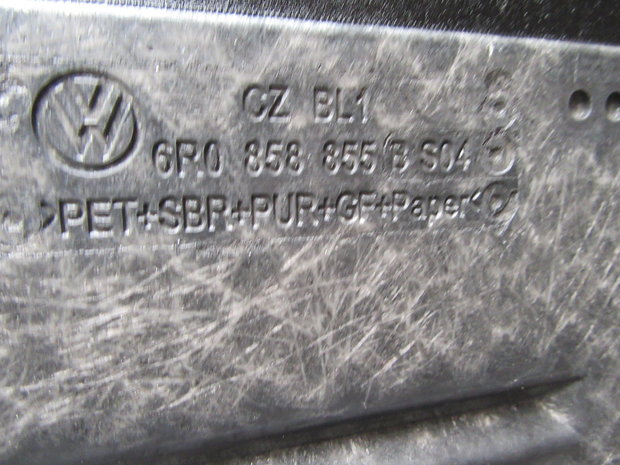 CZ BL1
6R0 858 855 B S04
>PET+SBR+PUR+GF+Paper<